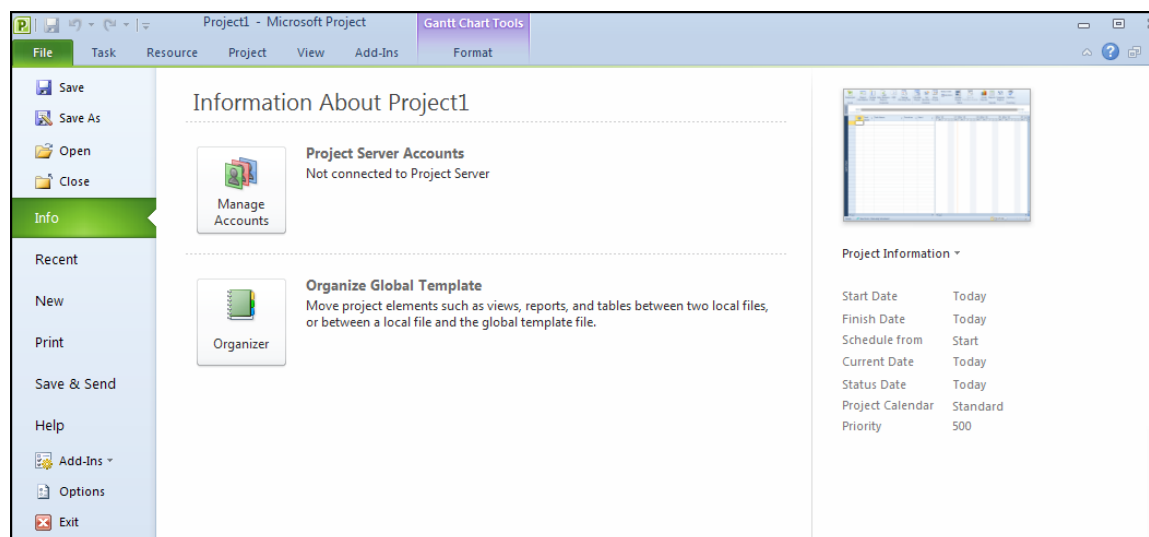 Project1 - Microsoft Project
Gantt Chart Tools
File Task Resource Project View Add-Ins Format
Save
Save As
Open
Close
Info
Recent
New
Print
Save & Send
Help
Add-Ins
Options
Exit
Information About Project1
Manage
Accounts
Project Server Accounts
Not connected to Project Server
Organizer
Organize Global Template
Move project elements such as views, reports, and tables between two local files,
or between a local file and the global template file.
Project Information
Start Date Today
Finish Date Today
Schedule from Start
Current Date Today
Status Date Today
Project Calendar Standard
Priority 500